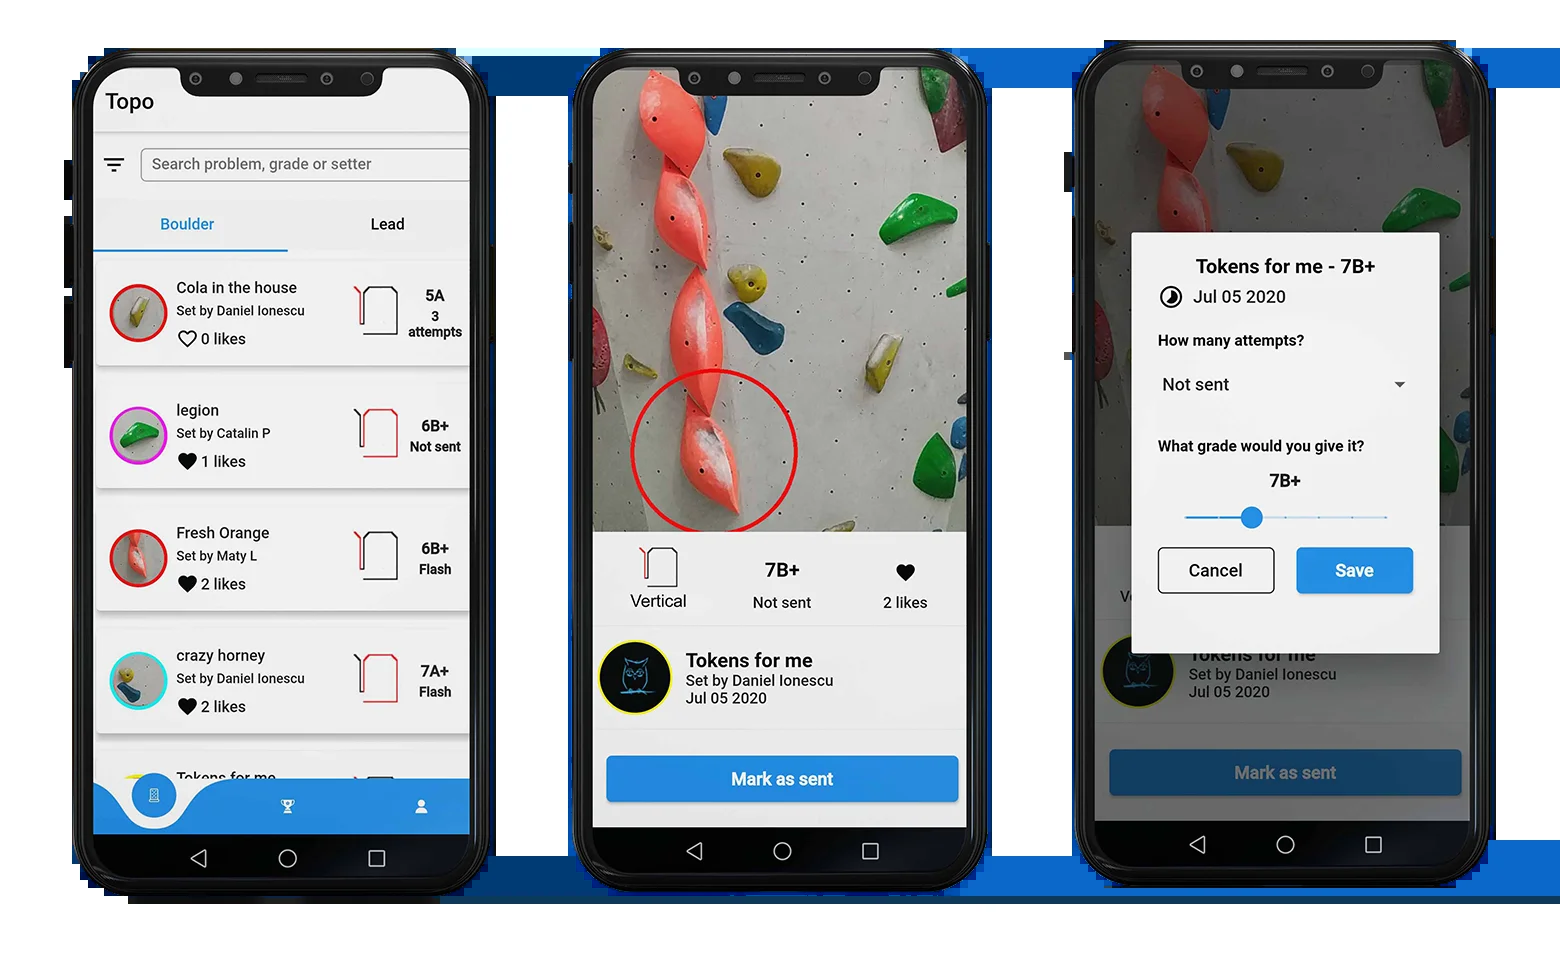 Topo
Search problem, grade or setter
Boulder
Lead
Cola in the house
Set by Daniel Ionescu
0 likes
5A
3
attempts
legion
Set by Catalin P
1 likes
6B+
Not sent
Fresh Orange
Set by Maty L
2 likes
6B+
Flash
crazy horney
Set by Daniel Ionescu
2 likes
7A+
Flash
Tokens for me
Vertical
7B+
Not sent
2 likes
Tokens for me
Set by Daniel Ionescu
Jul 05 2020
Mark as sent
Tokens for me - 7B+
Jul 05 2020
How many attempts?
Not sent
What grade would you give it?
7B+
Cancel
Save
Tokens for me
Set by Daniel Ionescu
Jul 05 2020
Mark as sent